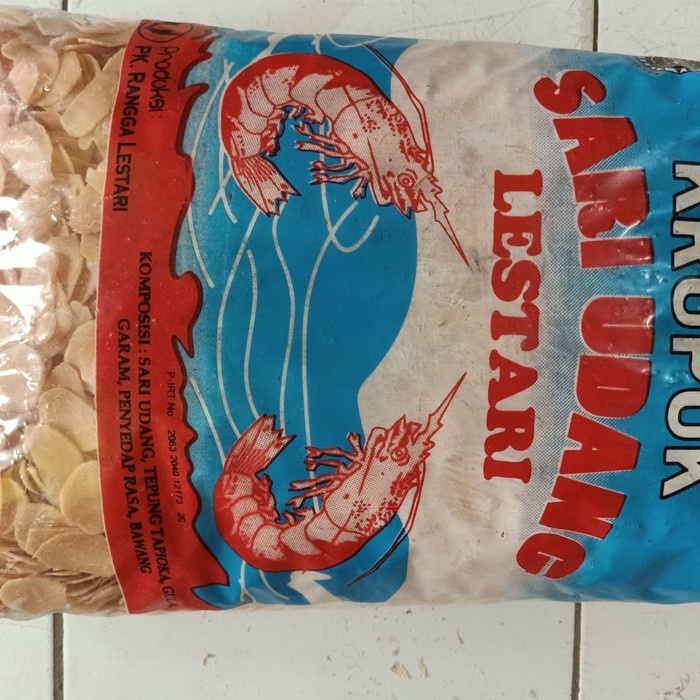 KRUPUK
SARI UDANG
LESTARI
Produksi :
PK. RANGGA LESTARI
P-IRT No 2063 2040 12173 20
KOMPOSISI : SARI UDANG, TEPUNG TAPIOKA, GULA
GARAM, PENYEDAP RASA, BAWANG